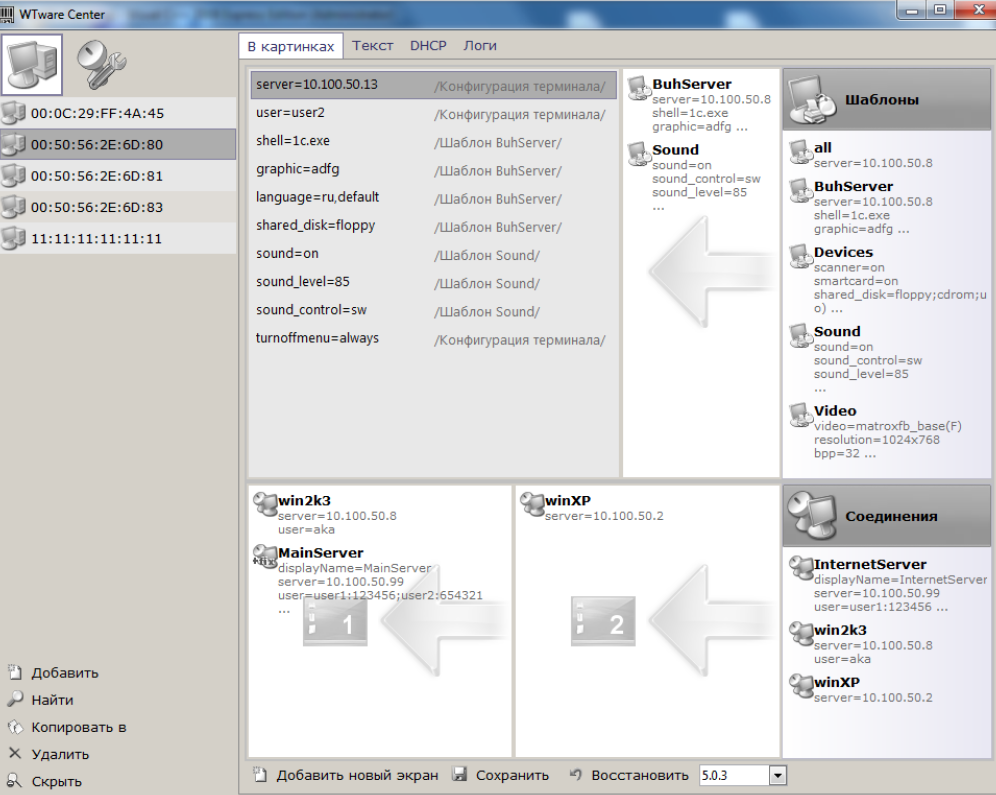 WTware Center
В картинках Текст DHCP Логи
00:0C:29:FF:4A:45
00:50:56:2E:6D:80
00:50:56:2E:6D:81
00:50:56:2E:6D:83
11:11:11:11:11:11
Добавить
Найти
Копировать в
Удалить
Скрыть
server=10.100.50.13 /Конфигурация терминала/
user=user2 /Конфигурация терминала/
shell=1c.exe /Шаблон BuhServer/
graphic=adfg /Шаблон BuhServer/
language=ru,default /Шаблон BuhServer/
shared_disk=floppy /Шаблон BuhServer/
sound=on /Шаблон Sound/
sound_level=85 /Шаблон Sound/
sound_control=sw /Шаблон Sound/
turnoffmenu=always /Конфигурация терминала/
BuhServer
server=10.100.50.8
shell=1c.exe
graphic=adfg ...
Sound
sound=on
sound_control=sw
sound_level=85
...
Шаблоны
all
server=10.100.50.8
BuhServer
server=10.100.50.8
shell=1c.exe
graphic=adfg ...
Devices
scanner=on
smartcard=on
shared_disk=floppy;cdrom;u
o) ...
Sound
sound=on
sound_control=sw
sound_level=85
...
Video
video=matroxfb_base(F)
resolution=1024x768
bpp=32 ...
win2k3
server=10.100.50.8
user=aka
MainServer
displayName=MainServer
server=10.100.50.99
user=user1:123456;user2:654321
...
1
winXP
server=10.100.50.2
2
Соединения
InternetServer
displayName=InternetServer
server=10.100.50.99
user=user1:123456 ...
win2k3
server=10.100.50.8
user=aka
winXP
server=10.100.50.2
Добавить новый экран Сохранить Восстановить 5.0.3